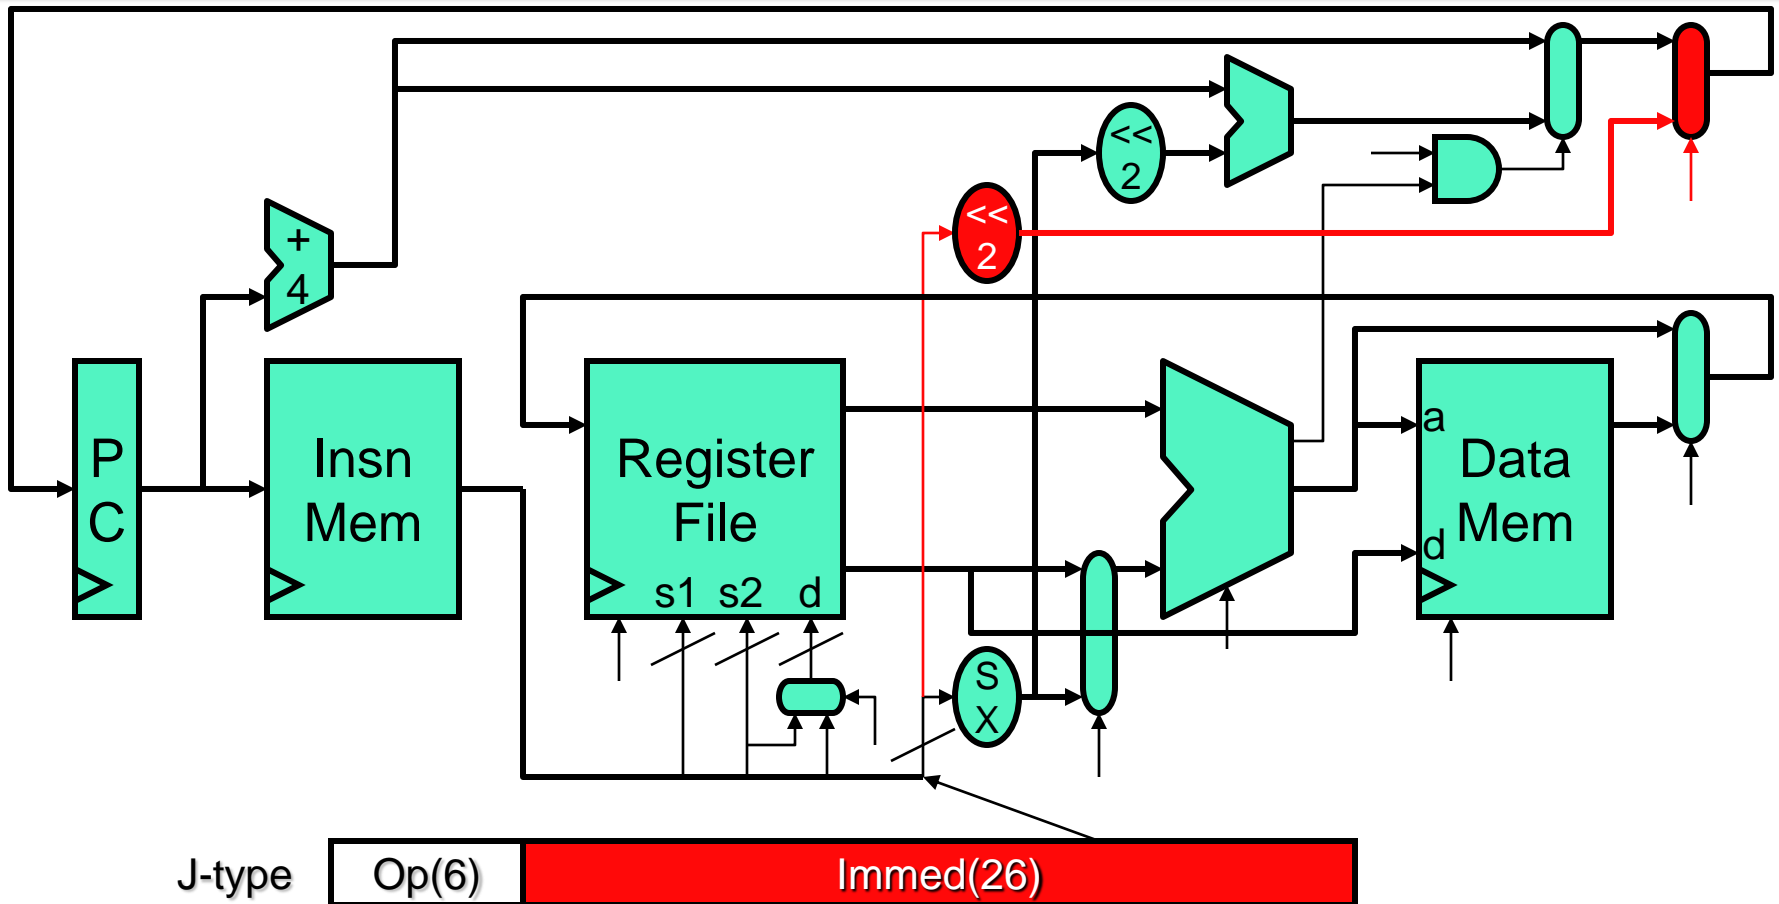 <<
2
<<
2
+
4
P
C
Insn
Mem
Register
File
s1 s2 d
a
Data
Mem
d
S
X
J-type Op(6) Immed(26)